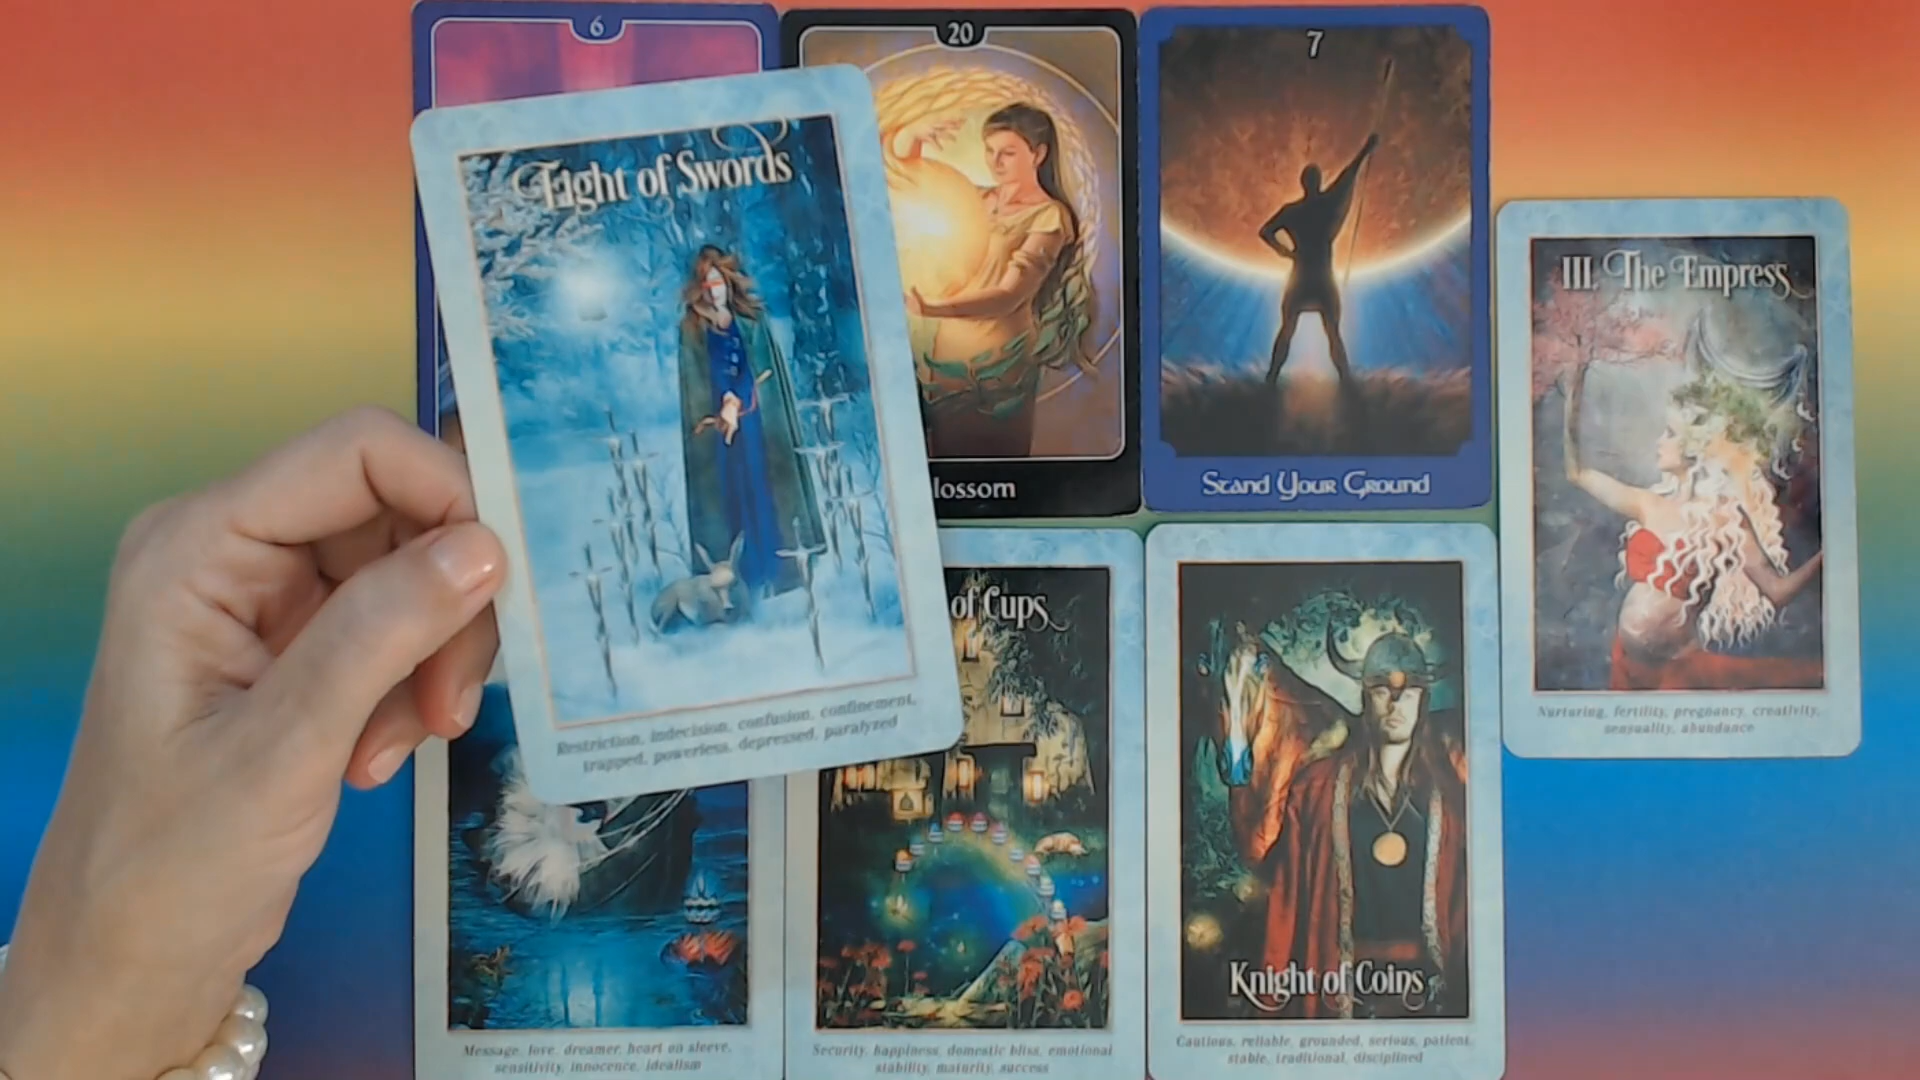 6
20
7
Eight of Swords
III. The Empress
lossom
Stand Your Ground
of Cups
Restriction, indecision, confusion, confinement,
trapped, powerless, depressed, paralyzed
Nurturing, fertility, pregnancy, creativity,
sensuality, abundance
Knight of Coins
Message, love, dreamer, heart on sleeve,
sensitivity, innocence, idealism
Security, happiness, domestic bliss, emotional
stability, maturity, success
Cautious, reliable, grounded, serious, patient,
stable, traditional, disciplined